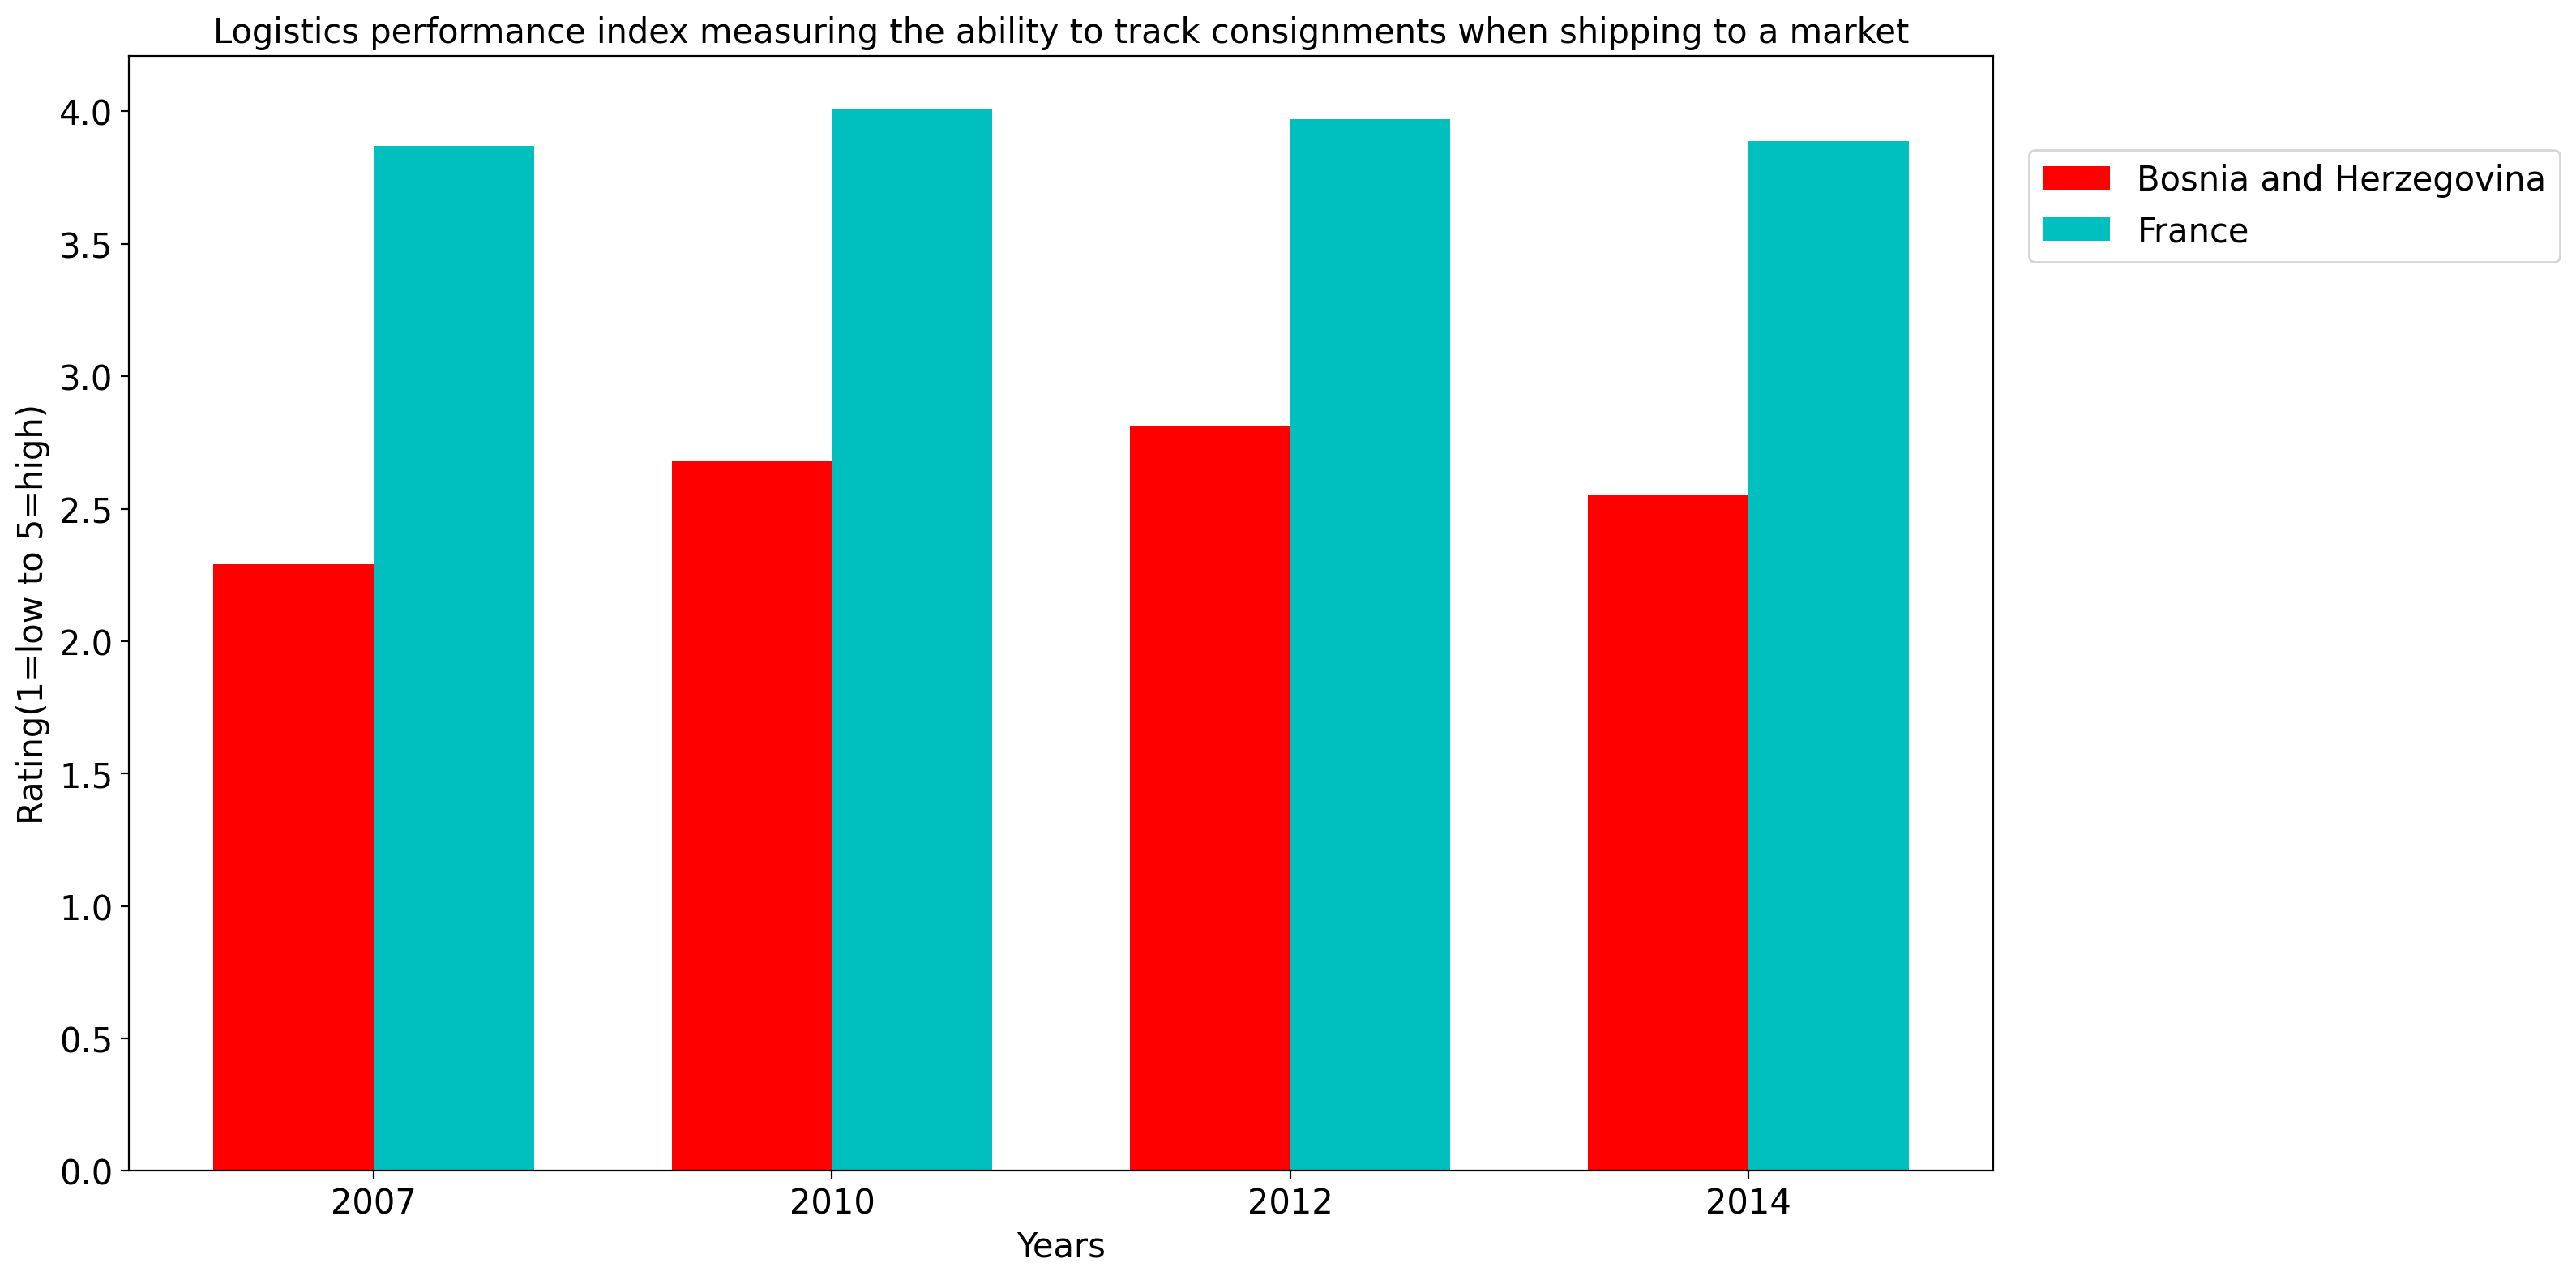 Logistics performance index measuring the ability to track consignments when shipping to a market
4.0
3.5
3.0
2.5
2.0
1.5
1.0
0.5
0.0
Rating(1=low to 5=high)
2007
2010
2012
2014
Years
Bosnia and Herzegovina
France